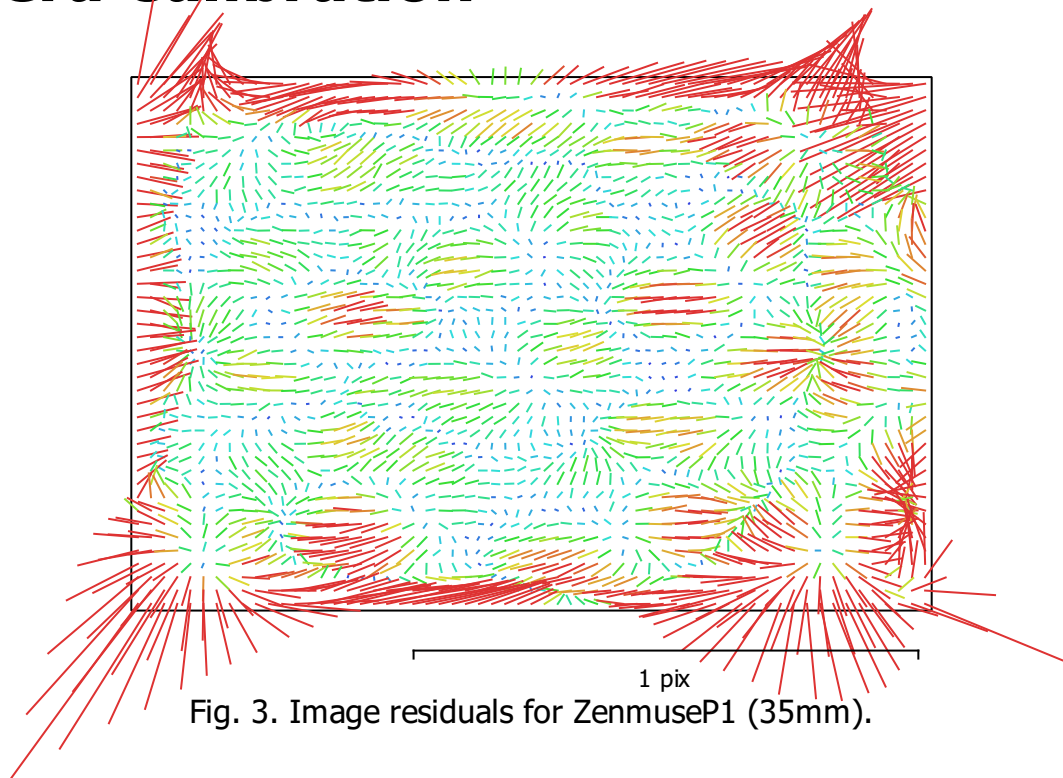 1 pix
Fig. 3. Image residuals for ZenmuseP1 (35mm).